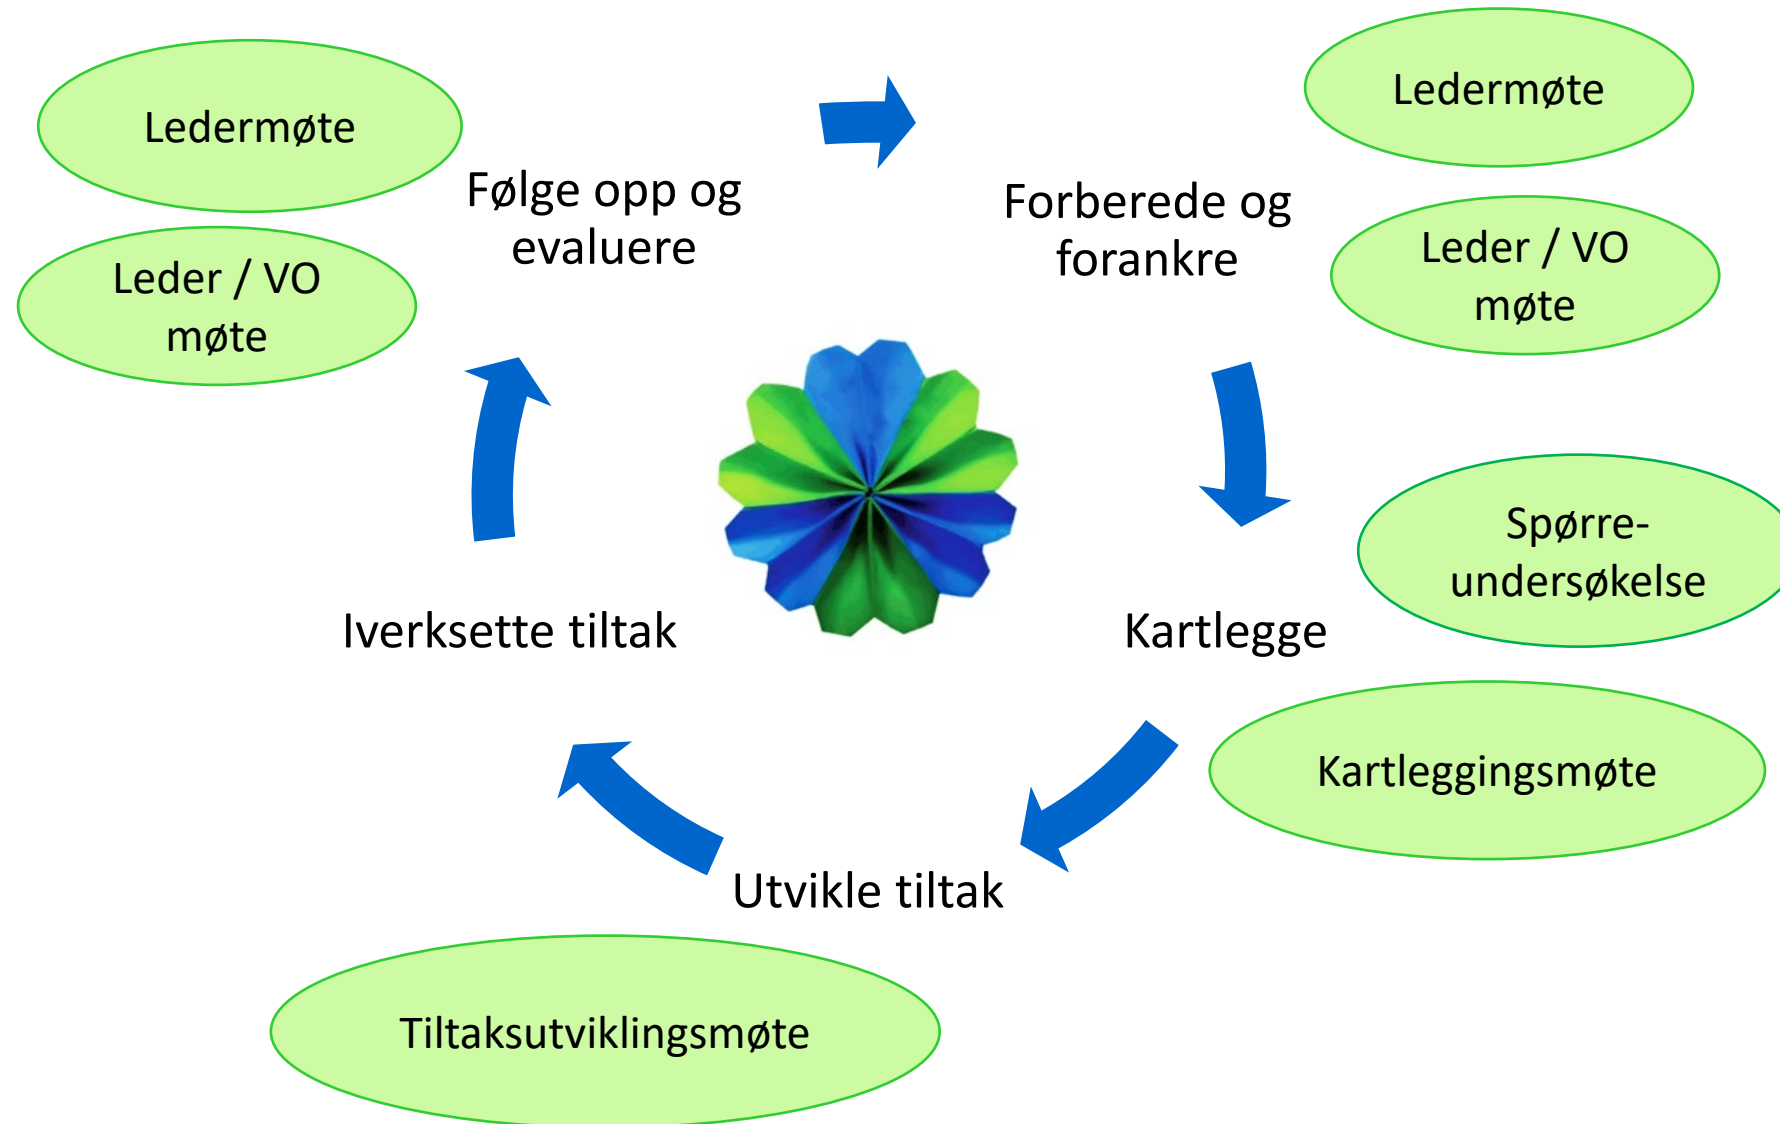 Ledermøte
Leder / VO
møte
Følge opp og
evaluere
Forberede og
forankre
Ledermøte
Leder / VO
møte
Spørre-
undersøkelse
Kartlegge
Kartleggingsmøte
Iverksette tiltak
Utvikle tiltak
Tiltaksutviklingsmøte